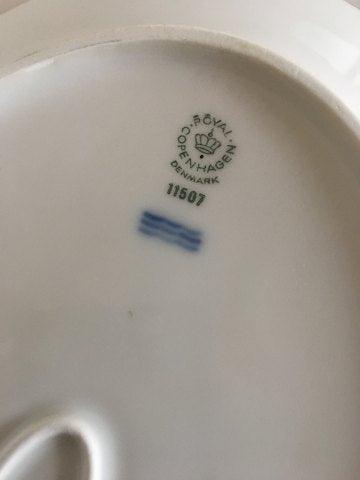 ROYAL
COPENHAGEN
DENMARK
11507